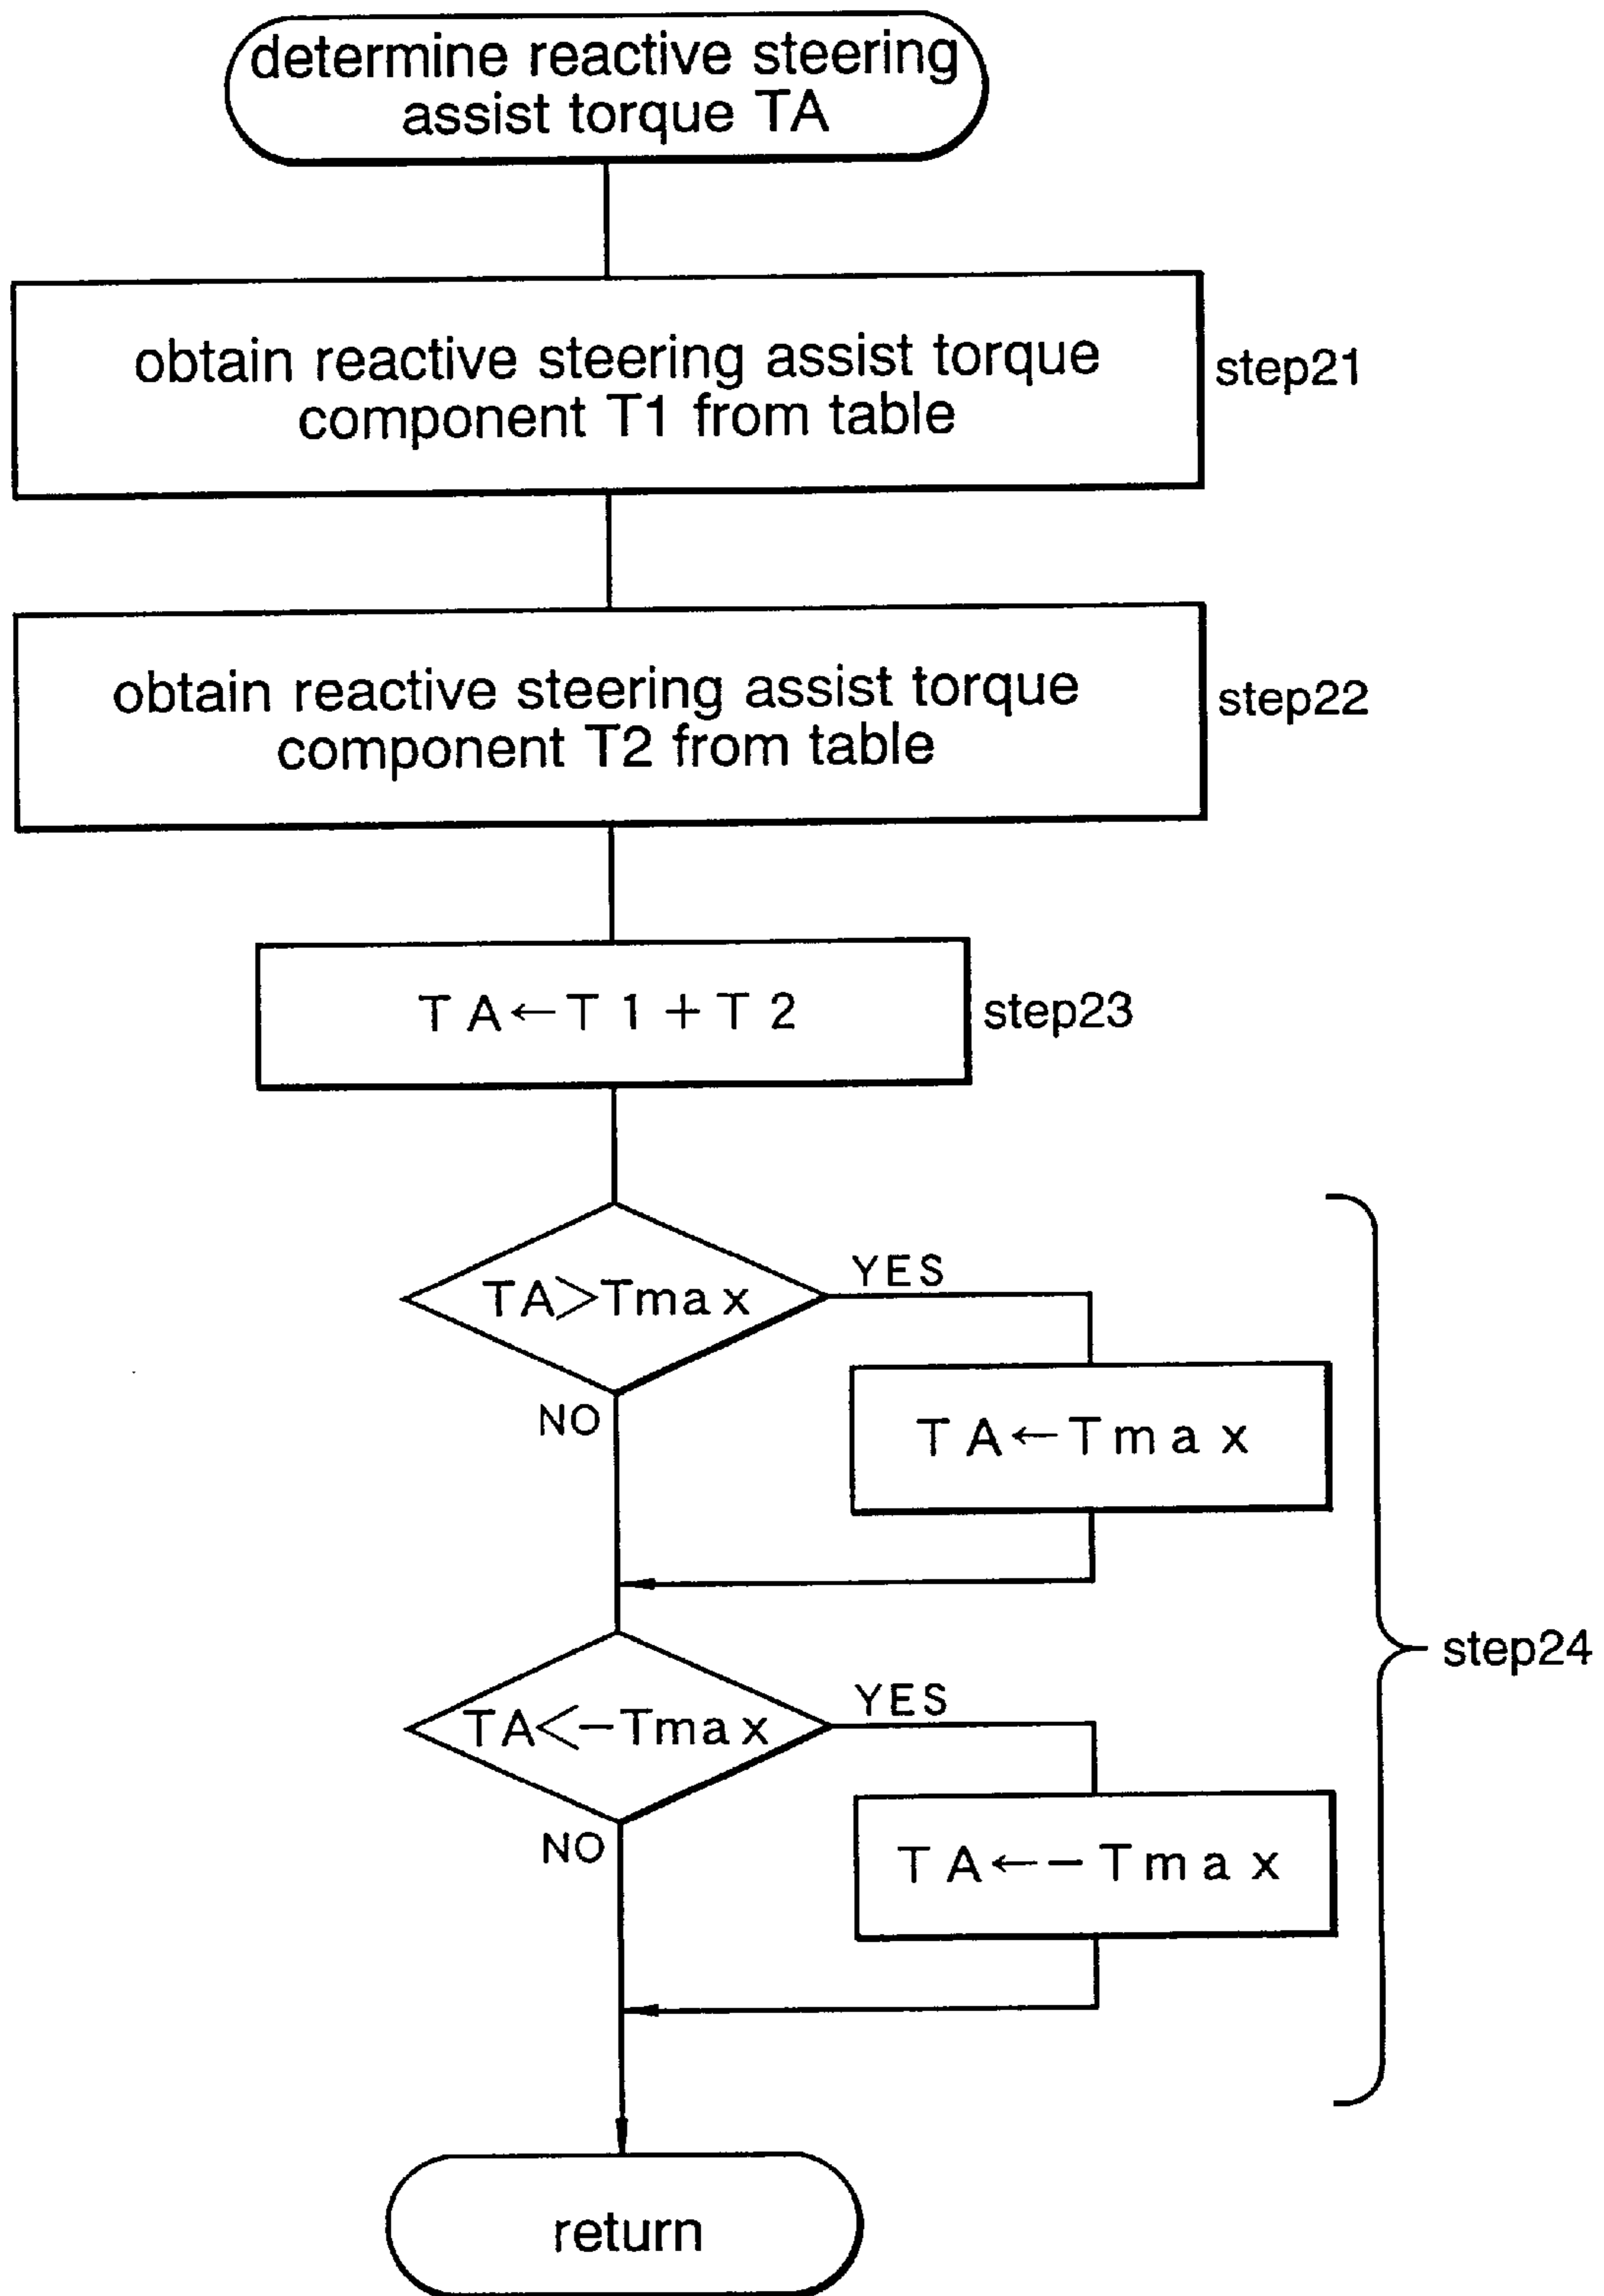 determine reactive steering
assist torque TA
obtain reactive steering assist torque
component T1 from table
step21
obtain reactive steering assist torque
component T2 from table
step22
TA←T1+T2
step23
TA>Tmax
YES
NO
TA←Tmax
step24
TA<-Tmax
YES
NO
TA←-Tmax
return